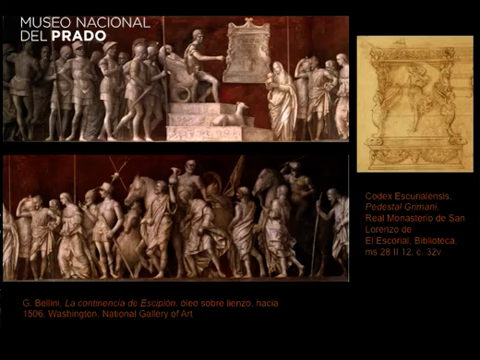 MUSEO NACIONAL
DEL PRADO
Codex Escurialensis,
Pedestal Grimani,
Real Monasterio de San
Lorenzo de
El Escorial, Biblioteca,
ms 28 II 12, c. 32v
G. Bellini, La continencia de Escipión, óleo sobre lienzo, hacia
1506, Washington, National Gallery of Art